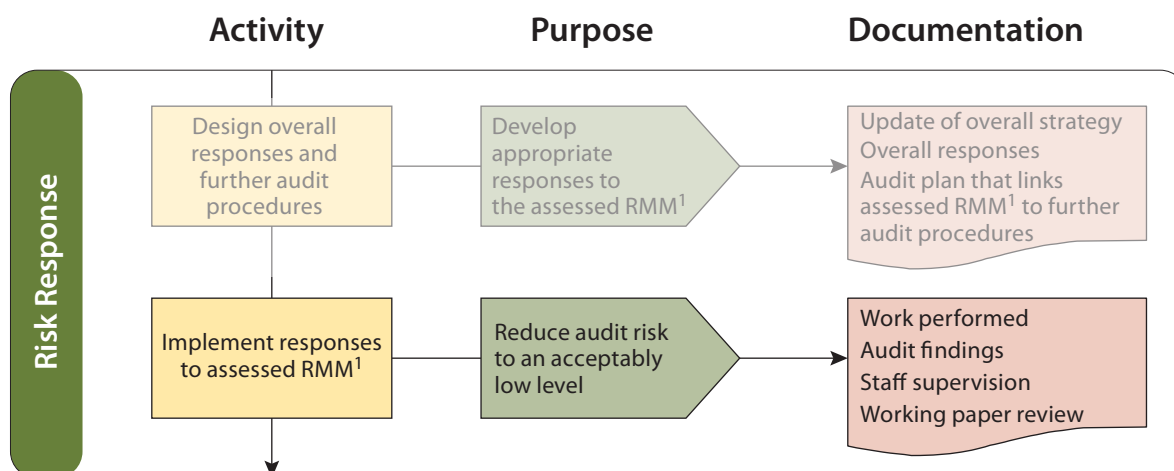 Activity
Purpose
Documentation
Risk Response
Design overall
responses and
further audit
procedures
Develop
appropriate
responses to
the assessed RMM¹
Update of overall strategy
Overall responses
Audit plan that links
assessed RMM¹ to further
audit procedures
Implement responses
to assessed RMM¹
Reduce audit risk
to an acceptably
low level
Work performed
Audit findings
Staff supervision
Working paper review